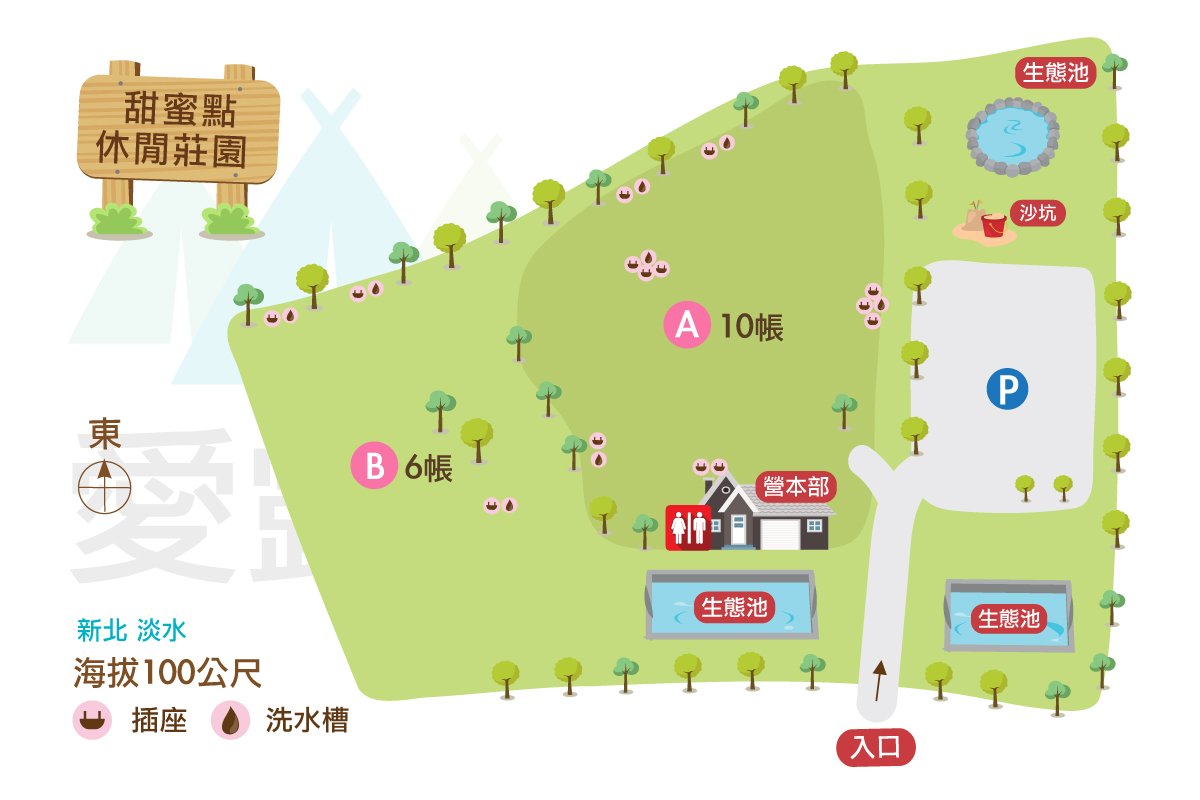 甜蜜點
休閒莊園
生態池
沙坑
A 10帳
P
東
B 6帳
營本部
愛露
生態池
生態池
新北 淡水
海拔100公尺
插座 洗水槽
入口